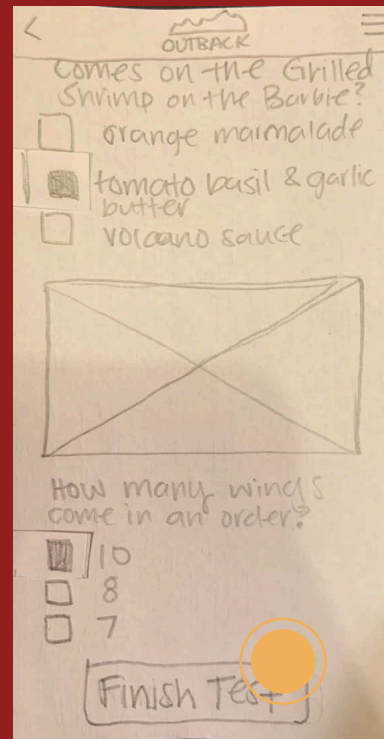 OUTBACK
comes on the Grilled
Shrimp on the Barbie?
orange marmalade
tomato basil & garlic
butter
volcano sauce
How many wings
come in an order?
10
8
7
Finish Test